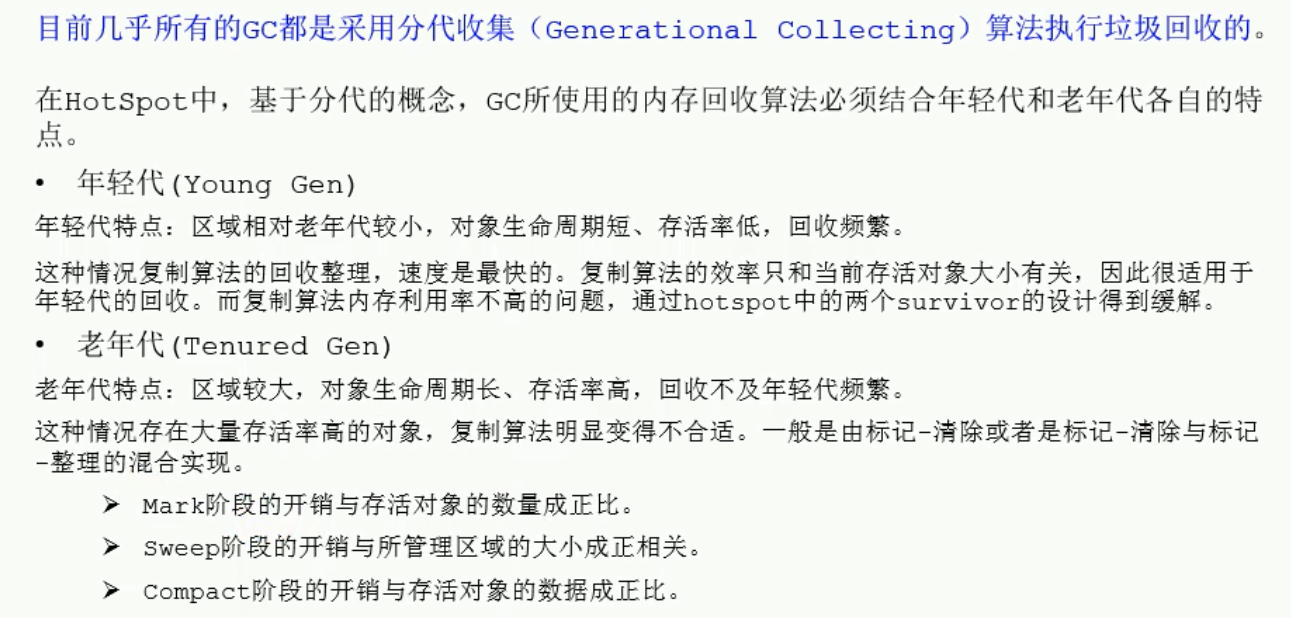 目前几乎所有的GC都是采用分代收集（Generational Collecting）算法执行垃圾回收的。
在HotSpot中，基于分代的概念，GC所使用的内存回收算法必须结合年轻代和老年代各自的特
点。
• 年轻代(Young Gen)
年轻代特点：区域相对老年代较小，对象生命周期短、存活率低，回收频繁。
这种情况复制算法的回收整理，速度是最快的。复制算法的效率只和当前存活对象大小有关，因此很适用于
年轻代的回收。而复制算法内存利用率不高的问题，通过hotspot中的两个survivor的设计得到缓解。
• 老年代(Tenured Gen)
老年代特点：区域较大，对象生命周期长、存活率高，回收不及年轻代频繁。
这种情况存在大量存活率高的对象，复制算法明显变得不合适。一般是由标记-清除或者是标记-清除与标记
-整理的混合实现。
➢ Mark阶段的开销与存活对象的数量成正比。
➢ Sweep阶段的开销与所管理区域的大小成正相关。
➢ Compact阶段的开销与存活对象的数据成正比。